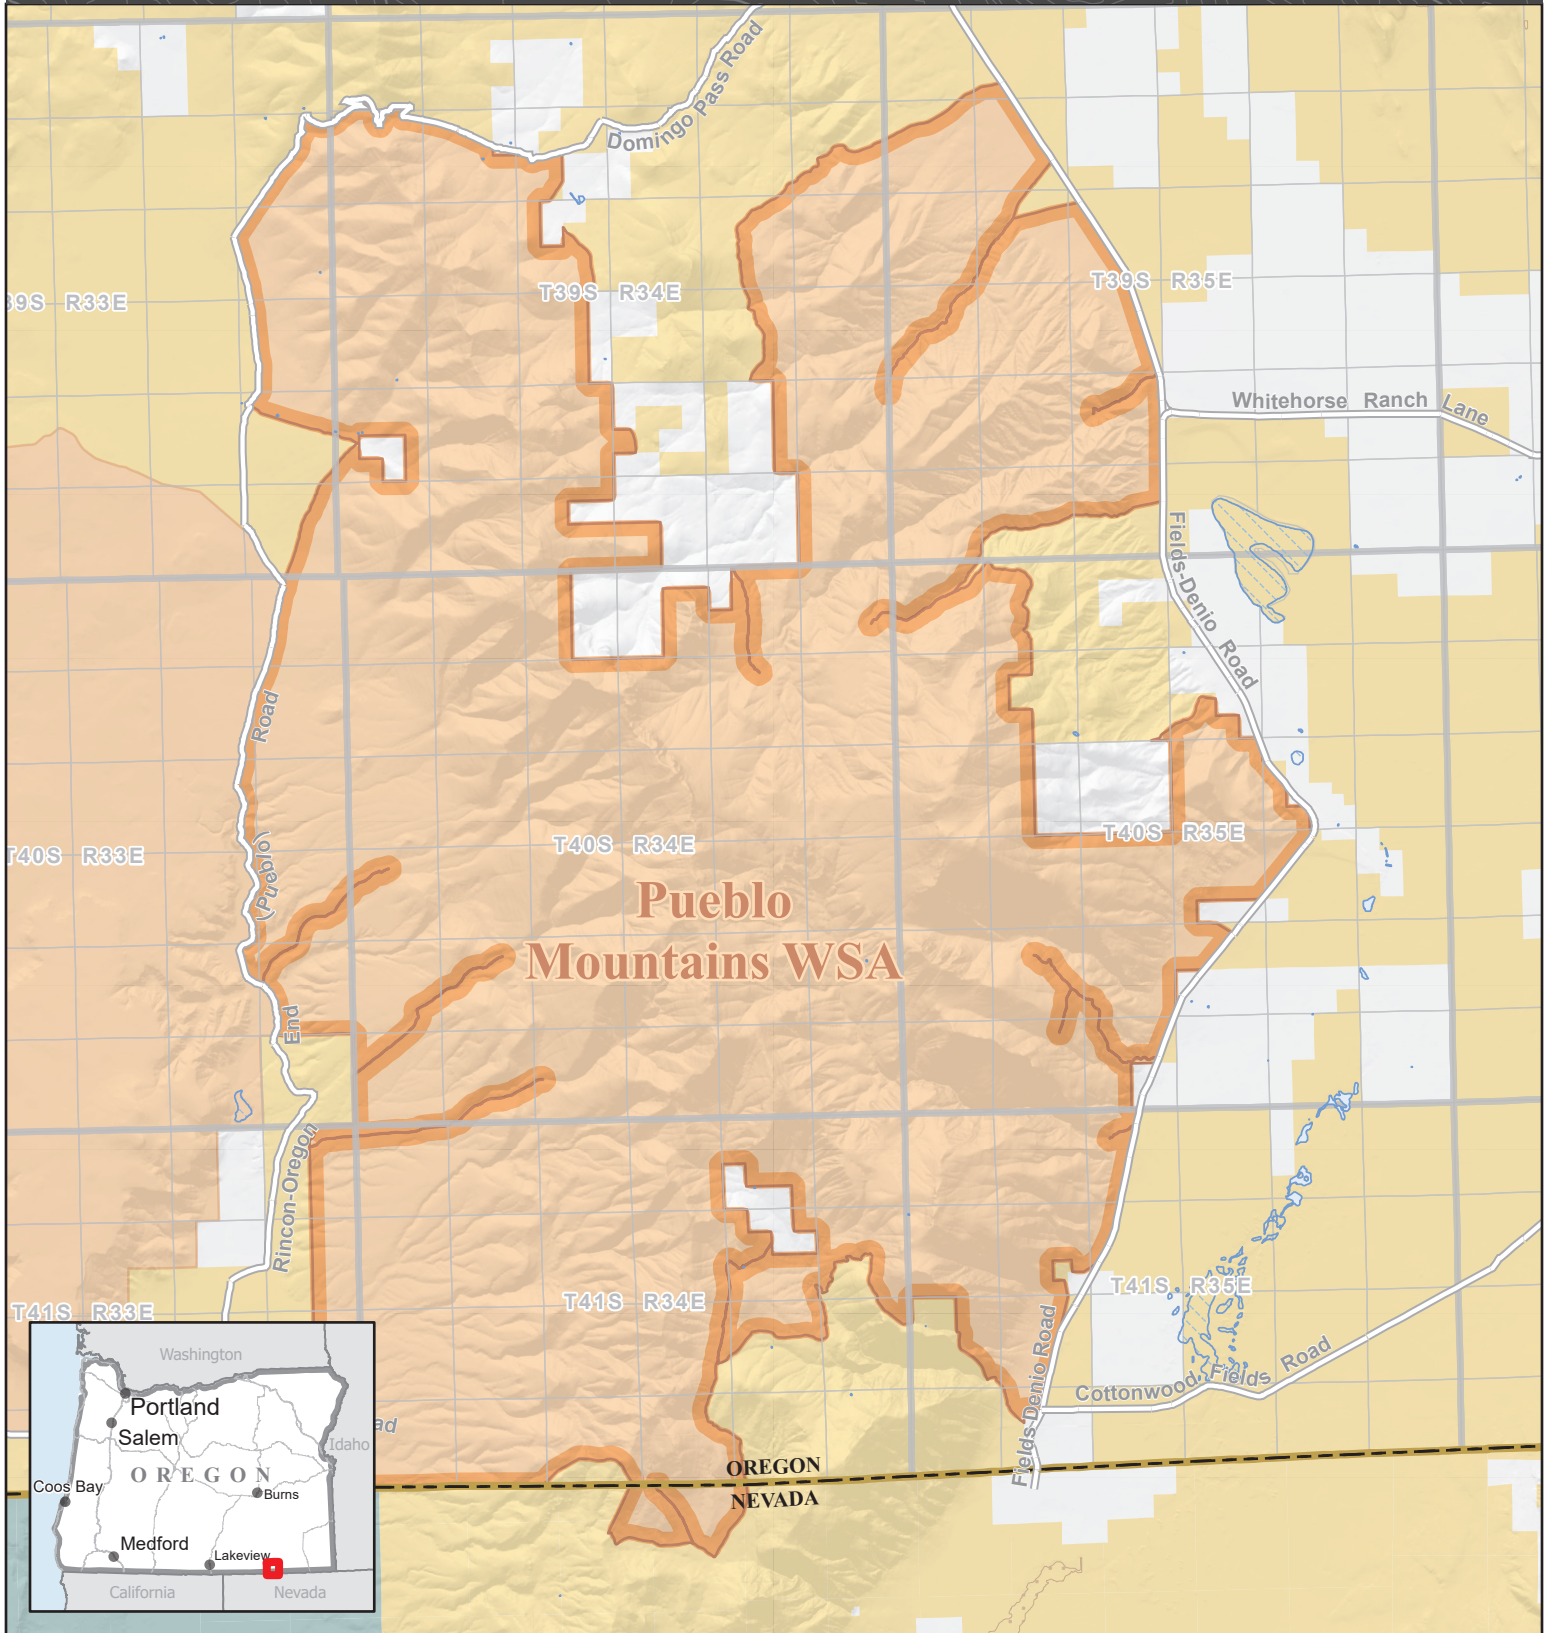 Domingo Pass Road
T39S R34E
T39S R35E
39S R33E
Whitehorse Ranch Lane
Fields-Denio Road
Road
(Pueblo)
End
Rincon-Oregon
T40S R34E
T40S R35E
T40S R33E
Pueblo
Mountains WSA
T41S R35E
T41S R34E
T41S R33E
Fields-Denio Road
Cottonwood Fields Road
ad
OREGON
NEVADA
Washington
Portland
Salem
Idaho
OREGON
Coos Bay
Burns
Medford
Lakeview
California
Nevada